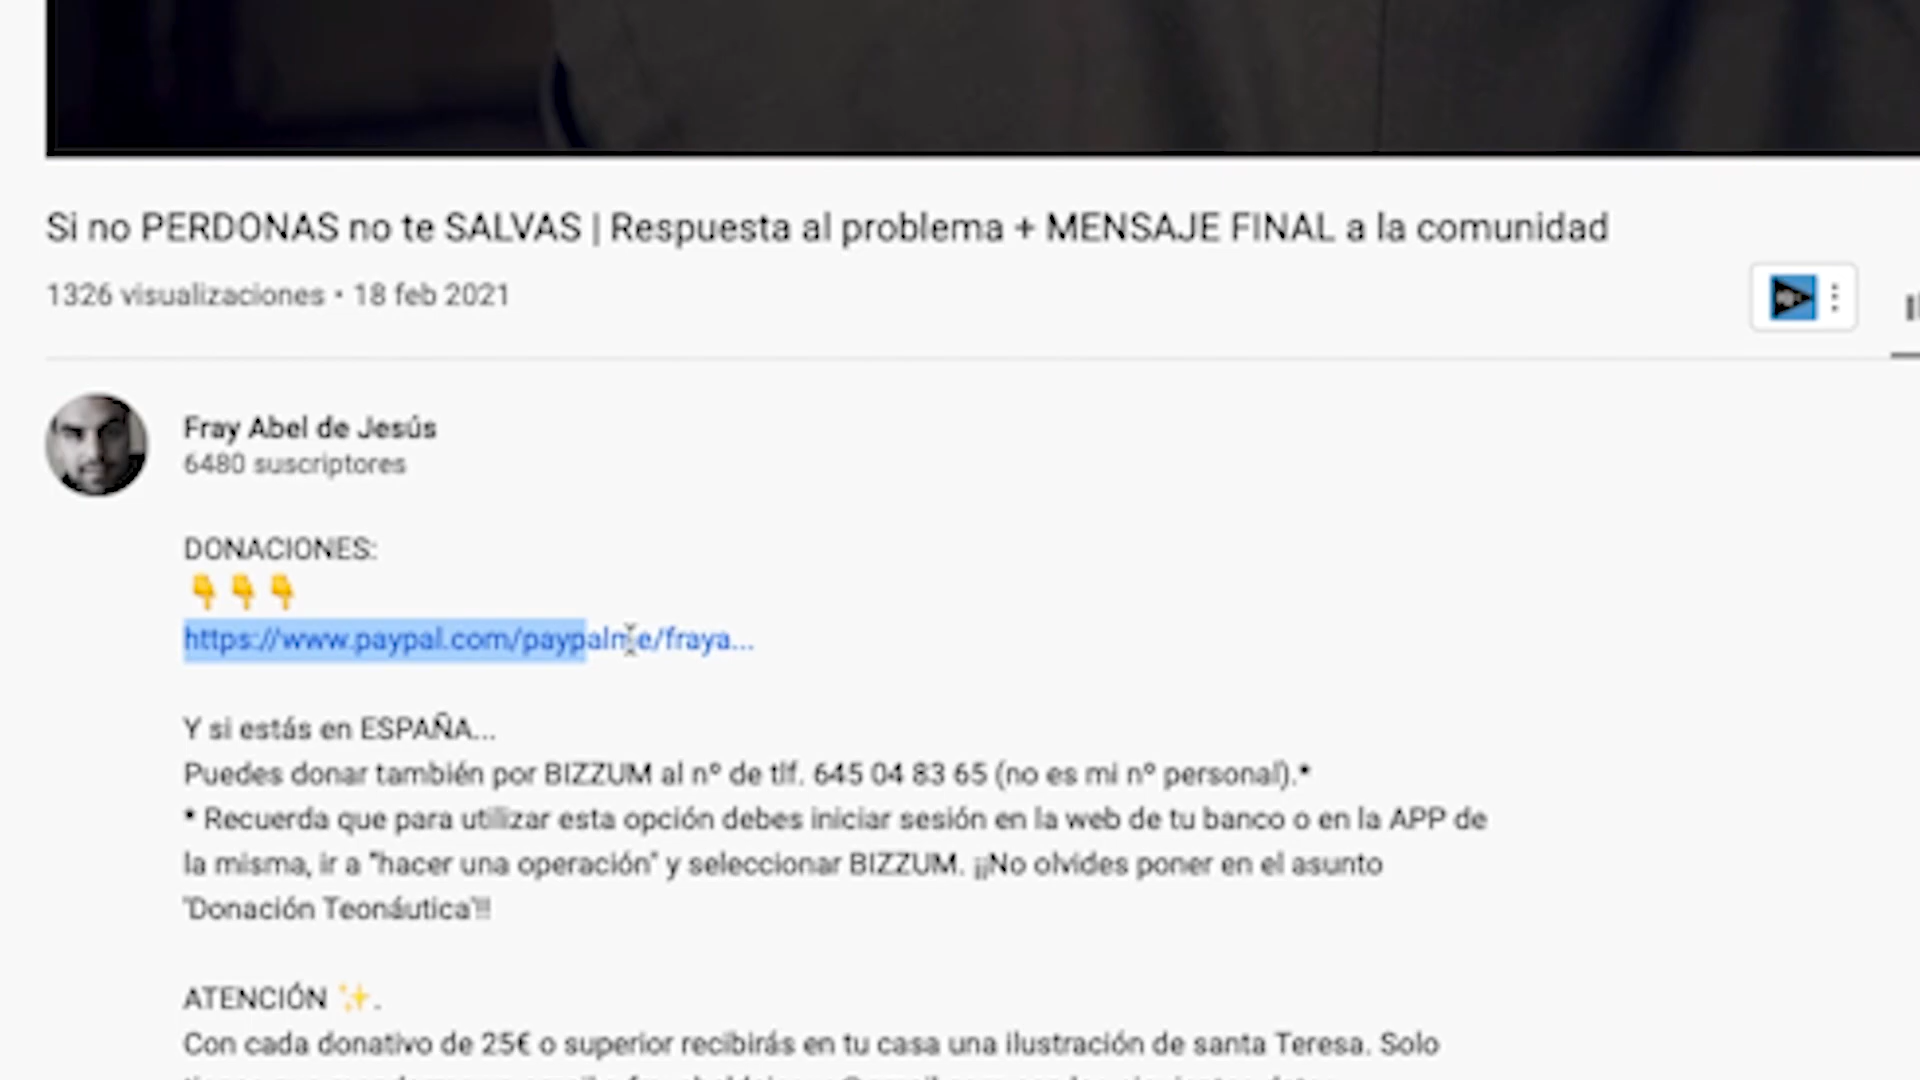 Si no PERDONAS no te SALVAS | Respuesta al problema + MENSAJE FINAL a la comunidad
1326 visualizaciones • 18 feb 2021
Fray Abel de Jesús
6480 suscriptores
DONACIONES:
👇👇👇
https://www.paypal.com/paypalme/fraya...
Y si estás en ESPAÑA...
Puedes donar también por BIZZUM al nº de tlf. 645 04 83 65 (no es mi nº personal).*
* Recuerda que para utilizar esta opción debes iniciar sesión en la web de tu banco o en la APP de
la misma, ir a "hacer una operación" y seleccionar BIZZUM. ¡¡No olvides poner en el asunto
'Donación Teonáutica'!!
ATENCIÓN ✨.
Con cada donativo de 25€ o superior recibirás en tu casa una ilustración de santa Teresa. Solo